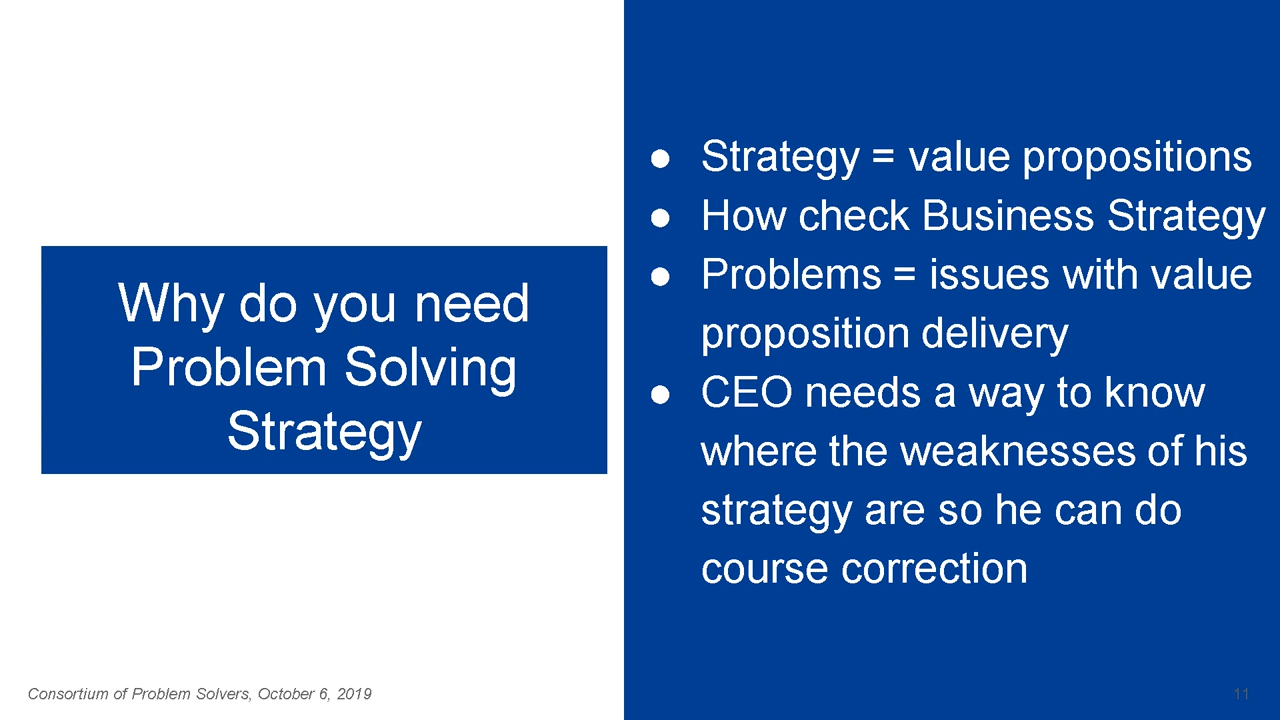 Why do you need
Problem Solving
Strategy
● Strategy = value propositions
● How check Business Strategy
● Problems = issues with value
proposition delivery
● CEO needs a way to know
where the weaknesses of his
strategy are so he can do
course correction
Consortium of Problem Solvers, October 6, 2019
11